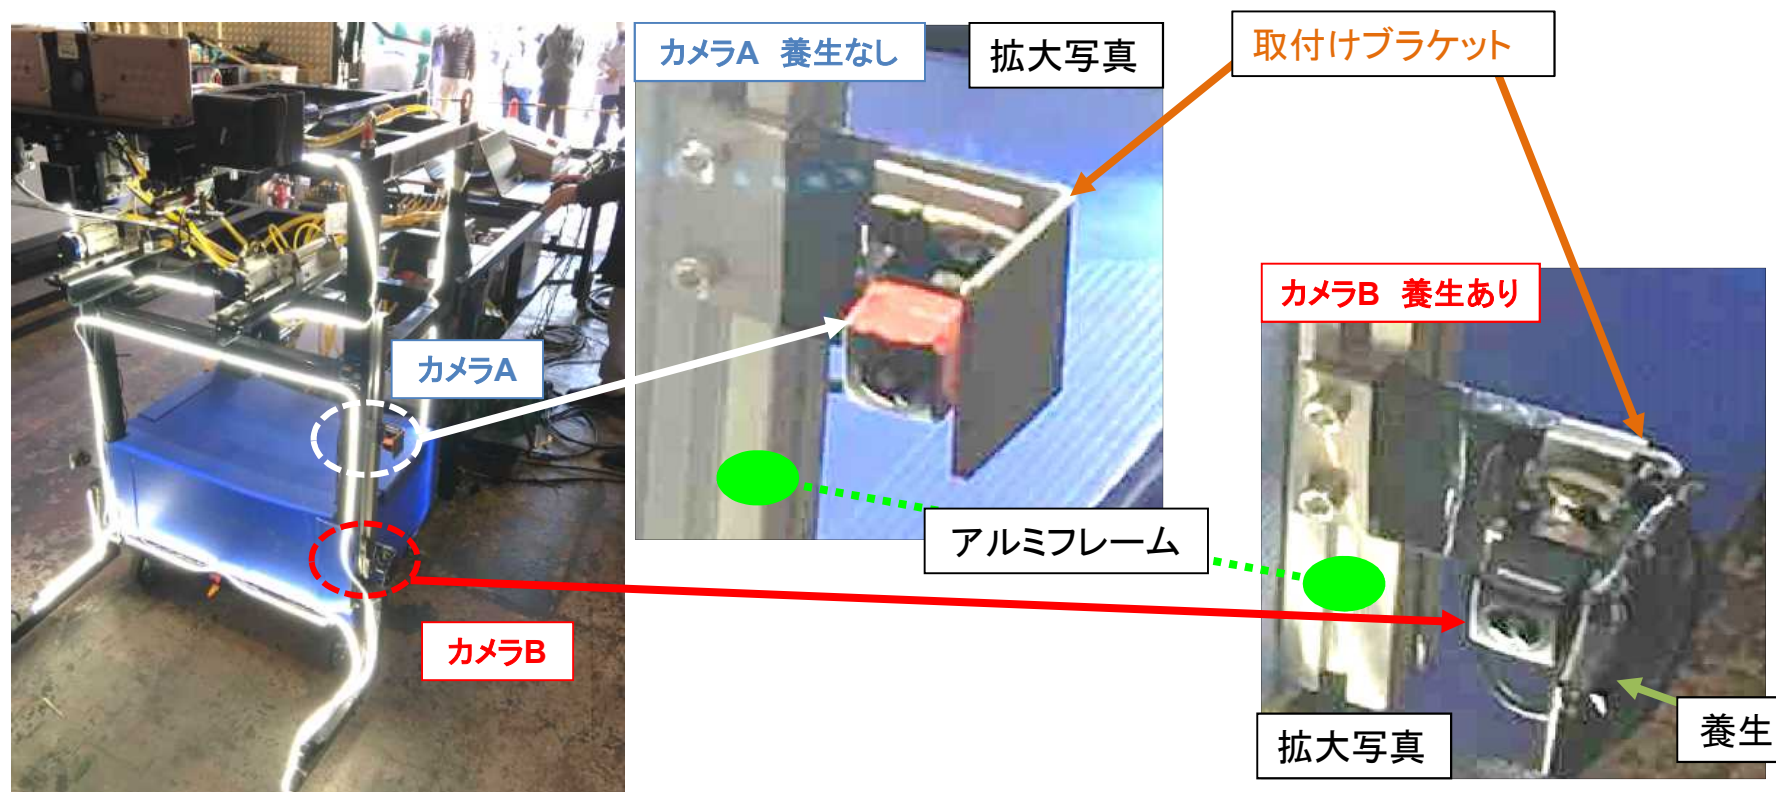 カメラA　養生なし
拡大写真
取付けブラケット
カメラB　養生あり
カメラA
アルミフレーム
カメラB
養生
拡大写真